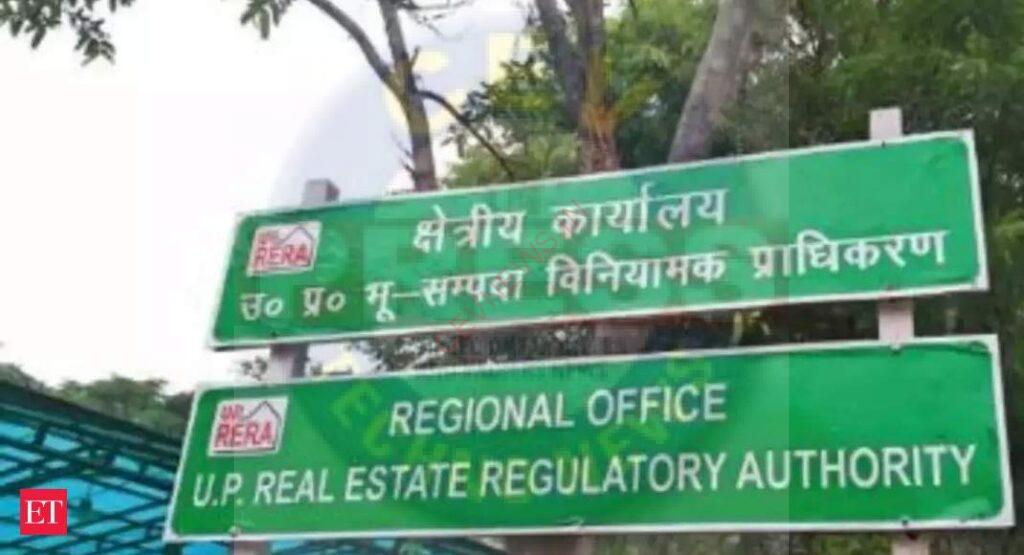 क्षेत्रीय कार्यालय
RERA
उ० प्र० भू-सम्पदा विनियामक प्राधिकरण
REGIONAL OFFICE
RERA
U.P. REAL ESTATE REGULATORY AUTHORITY
ET